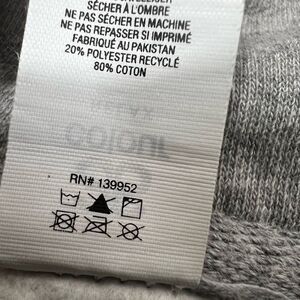 SÉCHER À L'OMBRE
NE PAS SÉCHER EN MACHINE
NE PAS REPASSER SI IMPRIMÉ
FABRIQUÉ AU PAKISTAN
20% POLYESTER RECYCLÉ
80% COTON
RN# 139952